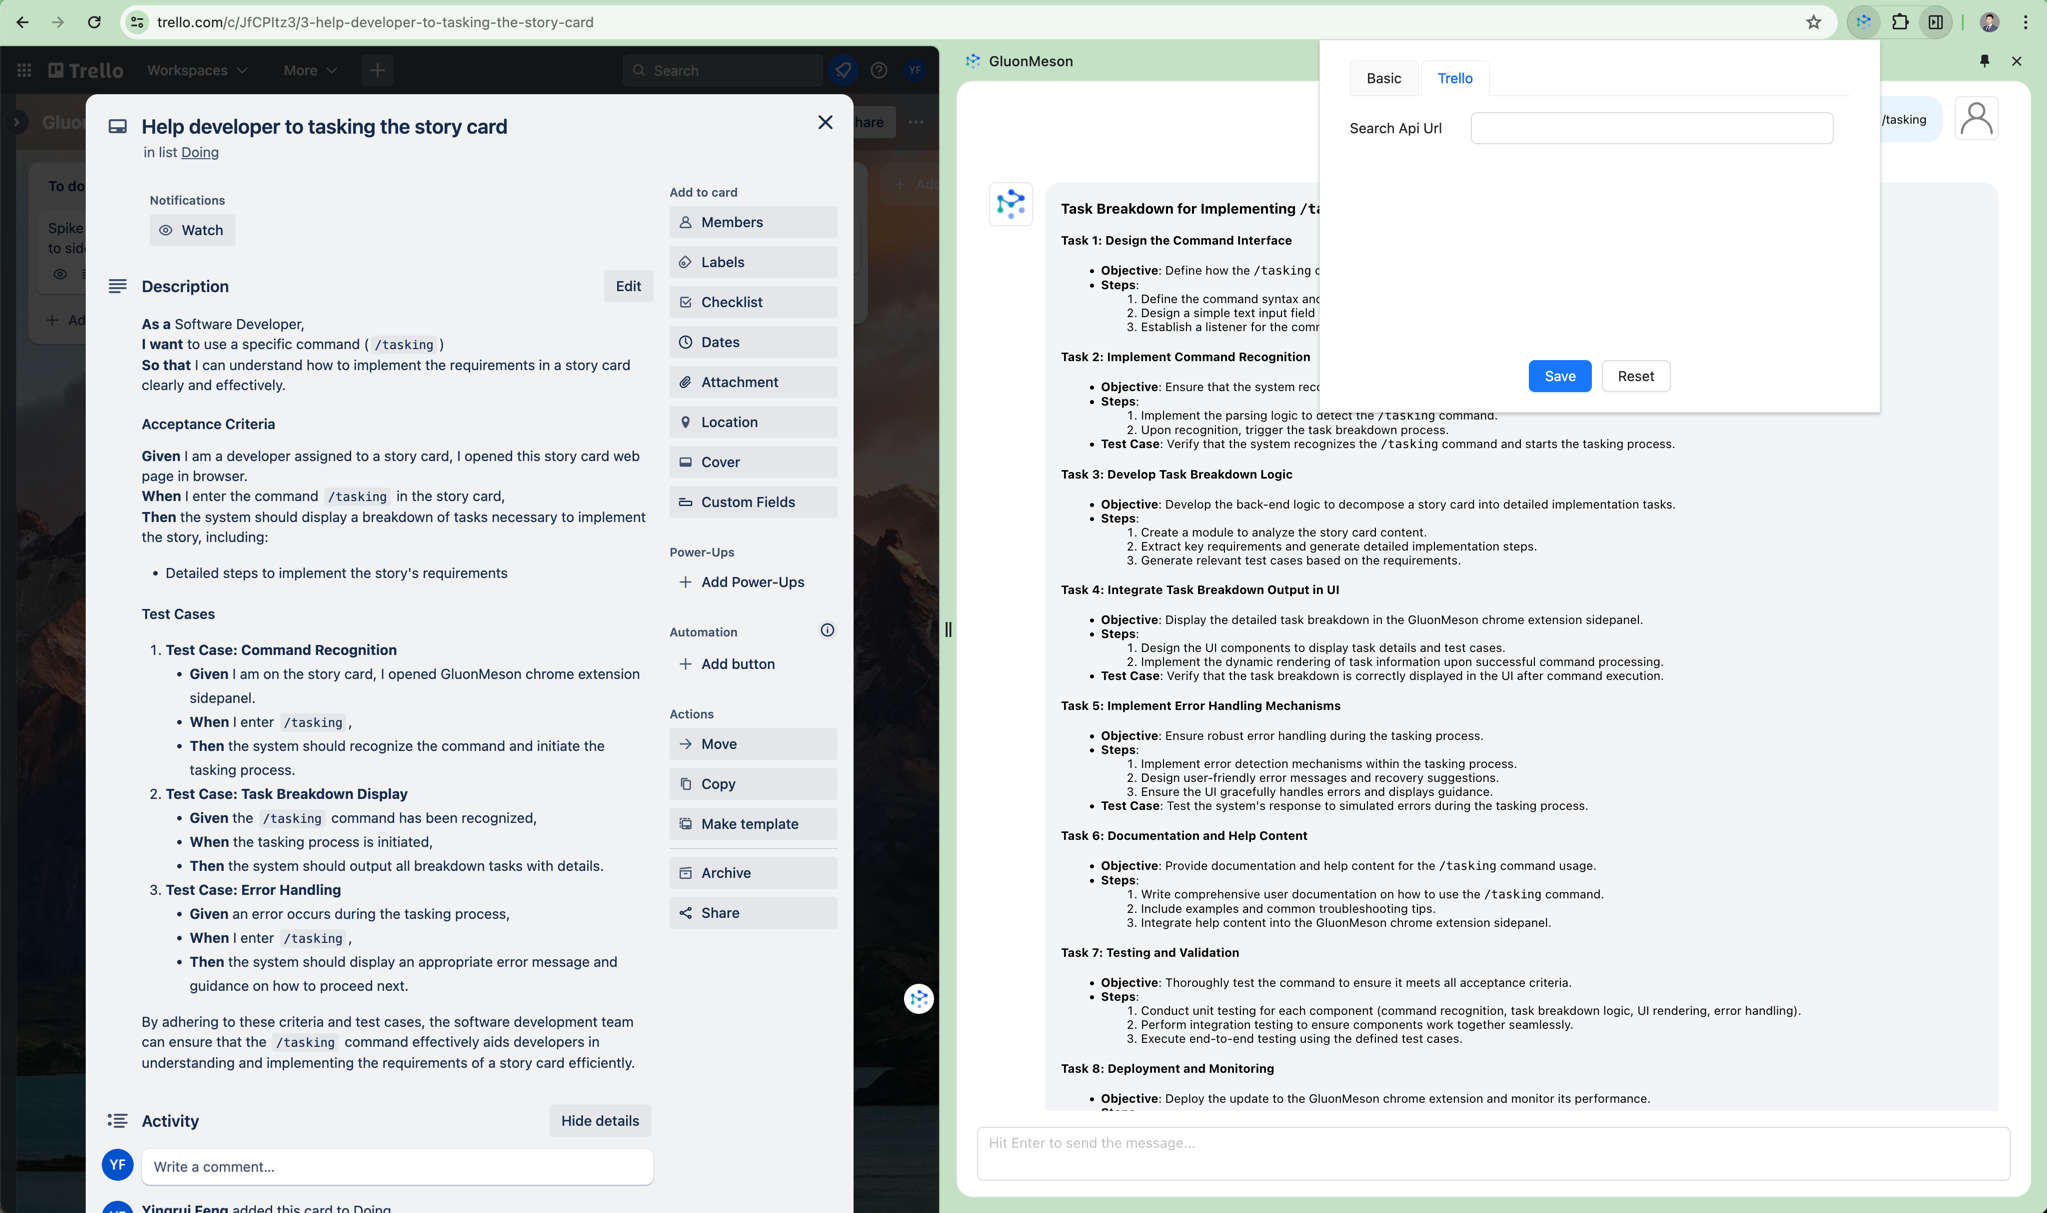 trello.com/c/JfCPltz3/3-help-developer-to-tasking-the-story-card
Trello
Workspaces
More
Search
YF
To do
Help developer to tasking the story card
in list Doing
Notifications
Watch
Description
Edit
As a Software Developer,
I want to use a specific command ( /tasking )
So that I can understand how to implement the requirements in a story card
clearly and effectively.
Acceptance Criteria
Given I am a developer assigned to a story card, I opened this story card web
page in browser.
When I enter the command /tasking in the story card,
Then the system should display a breakdown of tasks necessary to implement
the story, including:
• Detailed steps to implement the story's requirements
Test Cases
1. Test Case: Command Recognition
• Given I am on the story card, I opened GluonMeson chrome extension
sidepanel.
• When I enter /tasking ,
• Then the system should recognize the command and initiate the
tasking process.
2. Test Case: Task Breakdown Display
• Given the /tasking command has been recognized,
• When the tasking process is initiated,
• Then the system should output all breakdown tasks with details.
3. Test Case: Error Handling
• Given an error occurs during the tasking process,
• When I enter /tasking ,
• Then the system should display an appropriate error message and
guidance on how to proceed next.
By adhering to these criteria and test cases, the software development team
can ensure that the /tasking command effectively aids developers in
understanding and implementing the requirements of a story card efficiently.
Activity
Hide details
YF
Write a comment...
Yingrui Feng added this card to Doing
Add to card
Members
Labels
Checklist
Dates
Attachment
Location
Cover
Custom Fields
Power-Ups
Add Power-Ups
Automation
Add button
Actions
Move
Copy
Make template
Archive
Share
GluonMeson
Basic
Trello
Search Api Url
Save
Reset
/tasking
Task Breakdown for Implementing /ta
Task 1: Design the Command Interface
• Objective: Define how the /tasking
• Steps:
1. Define the command syntax and
2. Design a simple text input field
3. Establish a listener for the comm
Task 2: Implement Command Recognition
• Objective: Ensure that the system reco
• Steps:
1. Implement the parsing logic to detect the /tasking command.
2. Upon recognition, trigger the task breakdown process.
• Test Case: Verify that the system recognizes the /tasking command and starts the tasking process.
Task 3: Develop Task Breakdown Logic
• Objective: Develop the back-end logic to decompose a story card into detailed implementation tasks.
• Steps:
1. Create a module to analyze the story card content.
2. Extract key requirements and generate detailed implementation steps.
3. Generate relevant test cases based on the requirements.
Task 4: Integrate Task Breakdown Output in UI
• Objective: Display the detailed task breakdown in the GluonMeson chrome extension sidepanel.
• Steps:
1. Design the UI components to display task details and test cases.
2. Implement the dynamic rendering of task information upon successful command processing.
• Test Case: Verify that the task breakdown is correctly displayed in the UI after command execution.
Task 5: Implement Error Handling Mechanisms
• Objective: Ensure robust error handling during the tasking process.
• Steps:
1. Implement error detection mechanisms within the tasking process.
2. Design user-friendly error messages and recovery suggestions.
3. Ensure the UI gracefully handles errors and displays guidance.
• Test Case: Test the system's response to simulated errors during the tasking process.
Task 6: Documentation and Help Content
• Objective: Provide documentation and help content for the /tasking command usage.
• Steps:
1. Write comprehensive user documentation on how to use the /tasking command.
2. Include examples and common troubleshooting tips.
3. Integrate help content into the GluonMeson chrome extension sidepanel.
Task 7: Testing and Validation
• Objective: Thoroughly test the command to ensure it meets all acceptance criteria.
• Steps:
1. Conduct unit testing for each component (command recognition, task breakdown logic, UI rendering, error handling).
2. Perform integration testing to ensure components work together seamlessly.
3. Execute end-to-end testing using the defined test cases.
Task 8: Deployment and Monitoring
• Objective: Deploy the update to the GluonMeson chrome extension and monitor its performance.
Hit Enter to send the message...